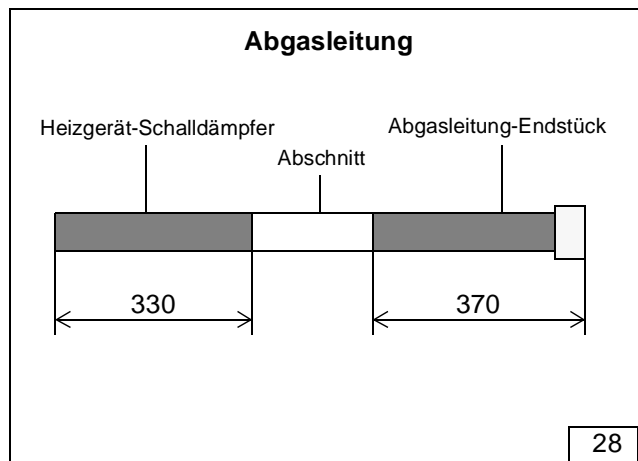 Abgasleitung
Heizgerät-Schalldämpfer
Abgasleitung-Endstück
Abschnitt
330
370
28